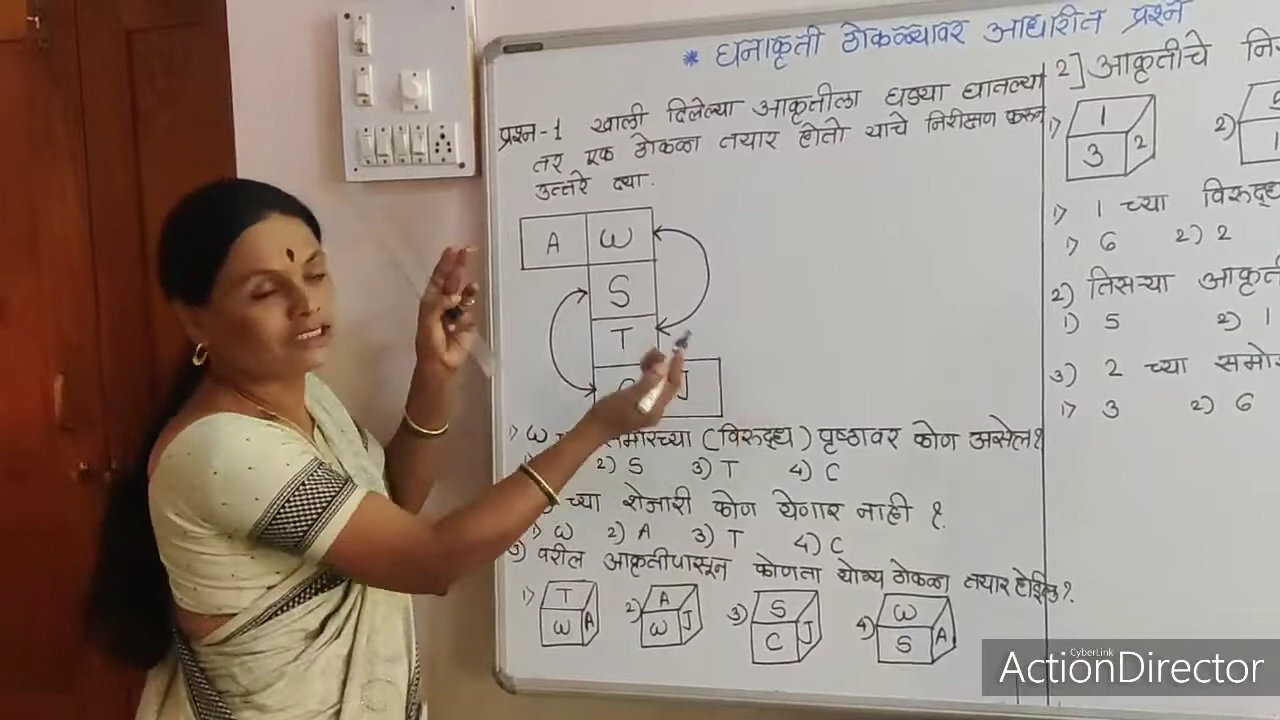 * घनाकृती ठोकळ्यावर आधारीत प्रश्न
प्रश्न-1 खाली दिलेल्या आकृतीला घड्या घातल्या
तर एक ठोकळा तयार होतो याचे निरीक्षण करून
उत्तरे द्या.
A W
S
T
J
1) W समोरच्या (विरुद्ध) पृष्ठावर कोण असेल?
2) S 3) T 4) C
च्या शेजारी कोण येणार नाही ?
1) W 2) A 3) T 4) C
3) वरील आकृतीपासून कोणता योग्य ठोकळा तयार होईल?
1) T W A 2) A W J 3) S C J 4) W S A
2] आकृतीचे
1) 1 3 2 2)
1) 1 च्या विरुद्ध
1) 6 2) 2
2) तिसऱ्या
1) 5 2) 1
3) 2 च्या
1) 3 2) 6
CyberLink
ActionDirector